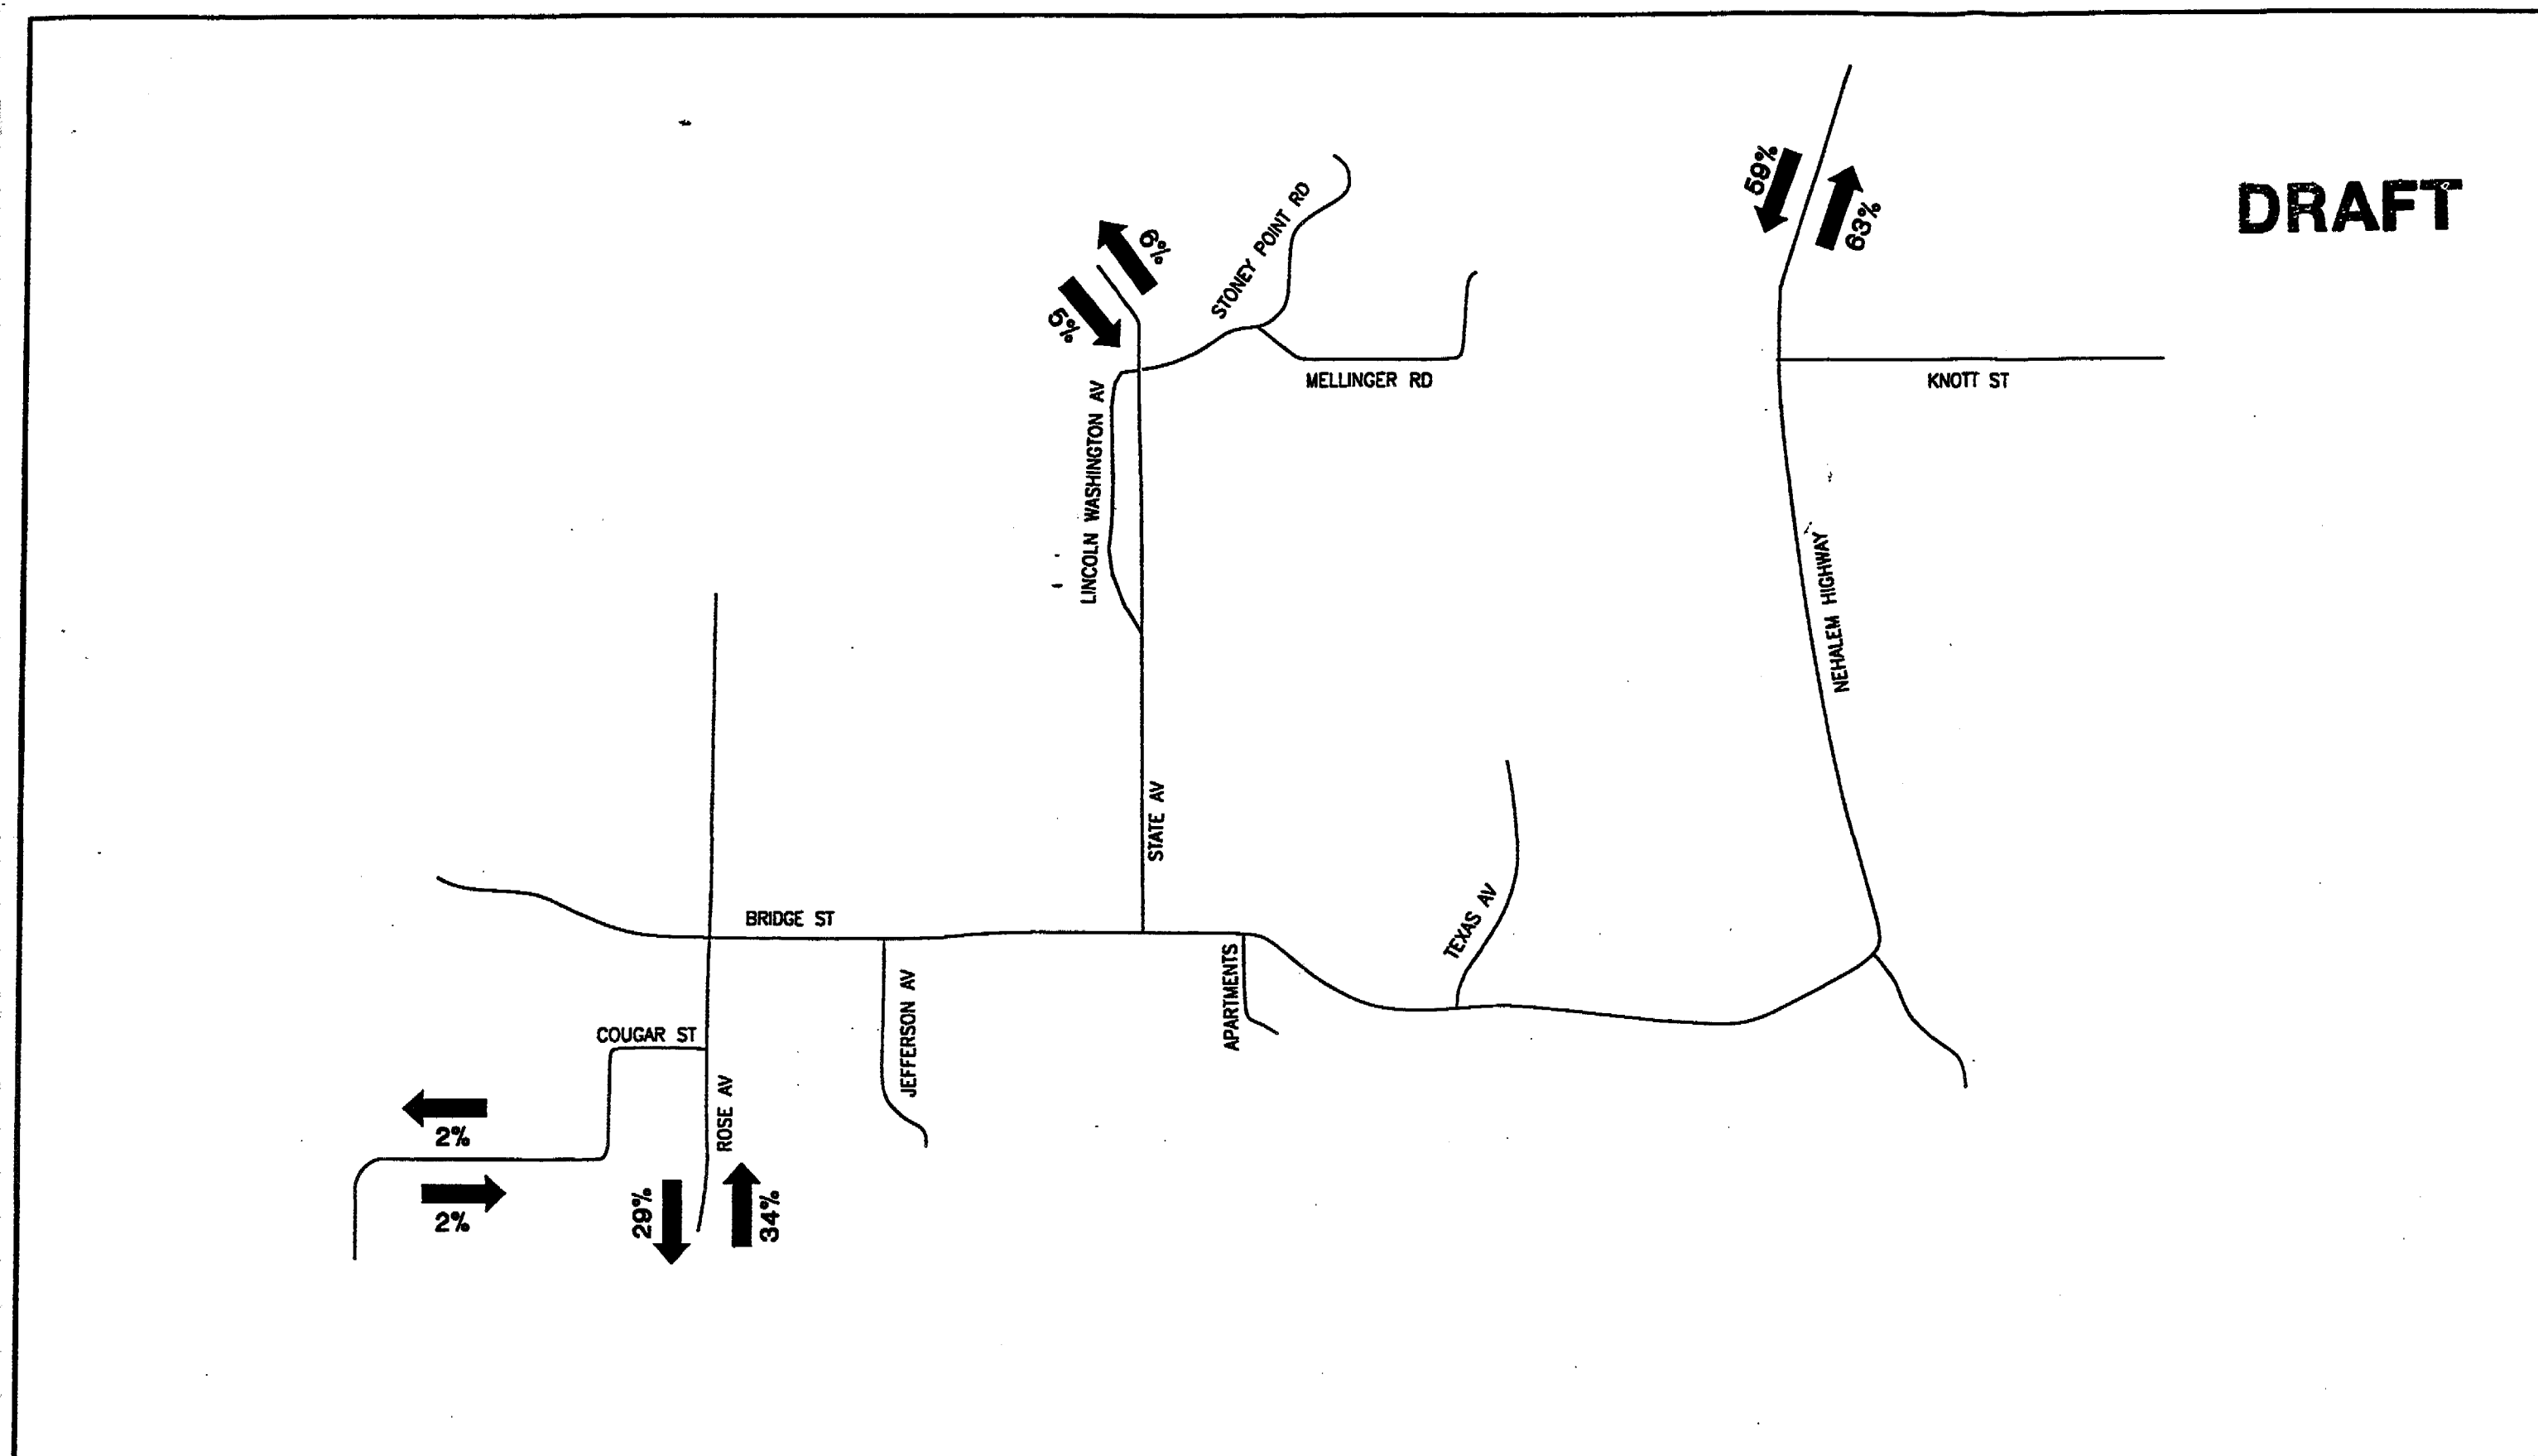 DRAFT
59%
63%
6%
5%
STONEY POINT RD
MELLINGER RD
KNOTT ST
LINCOLN WASHINGTON AV
NEHALEM HIGHWAY
STATE AV
TEXAS AV
BRIDGE ST
APARTMENTS
JEFFERSON AV
COUGAR ST
ROSE AV
2%
2%
29%
34%